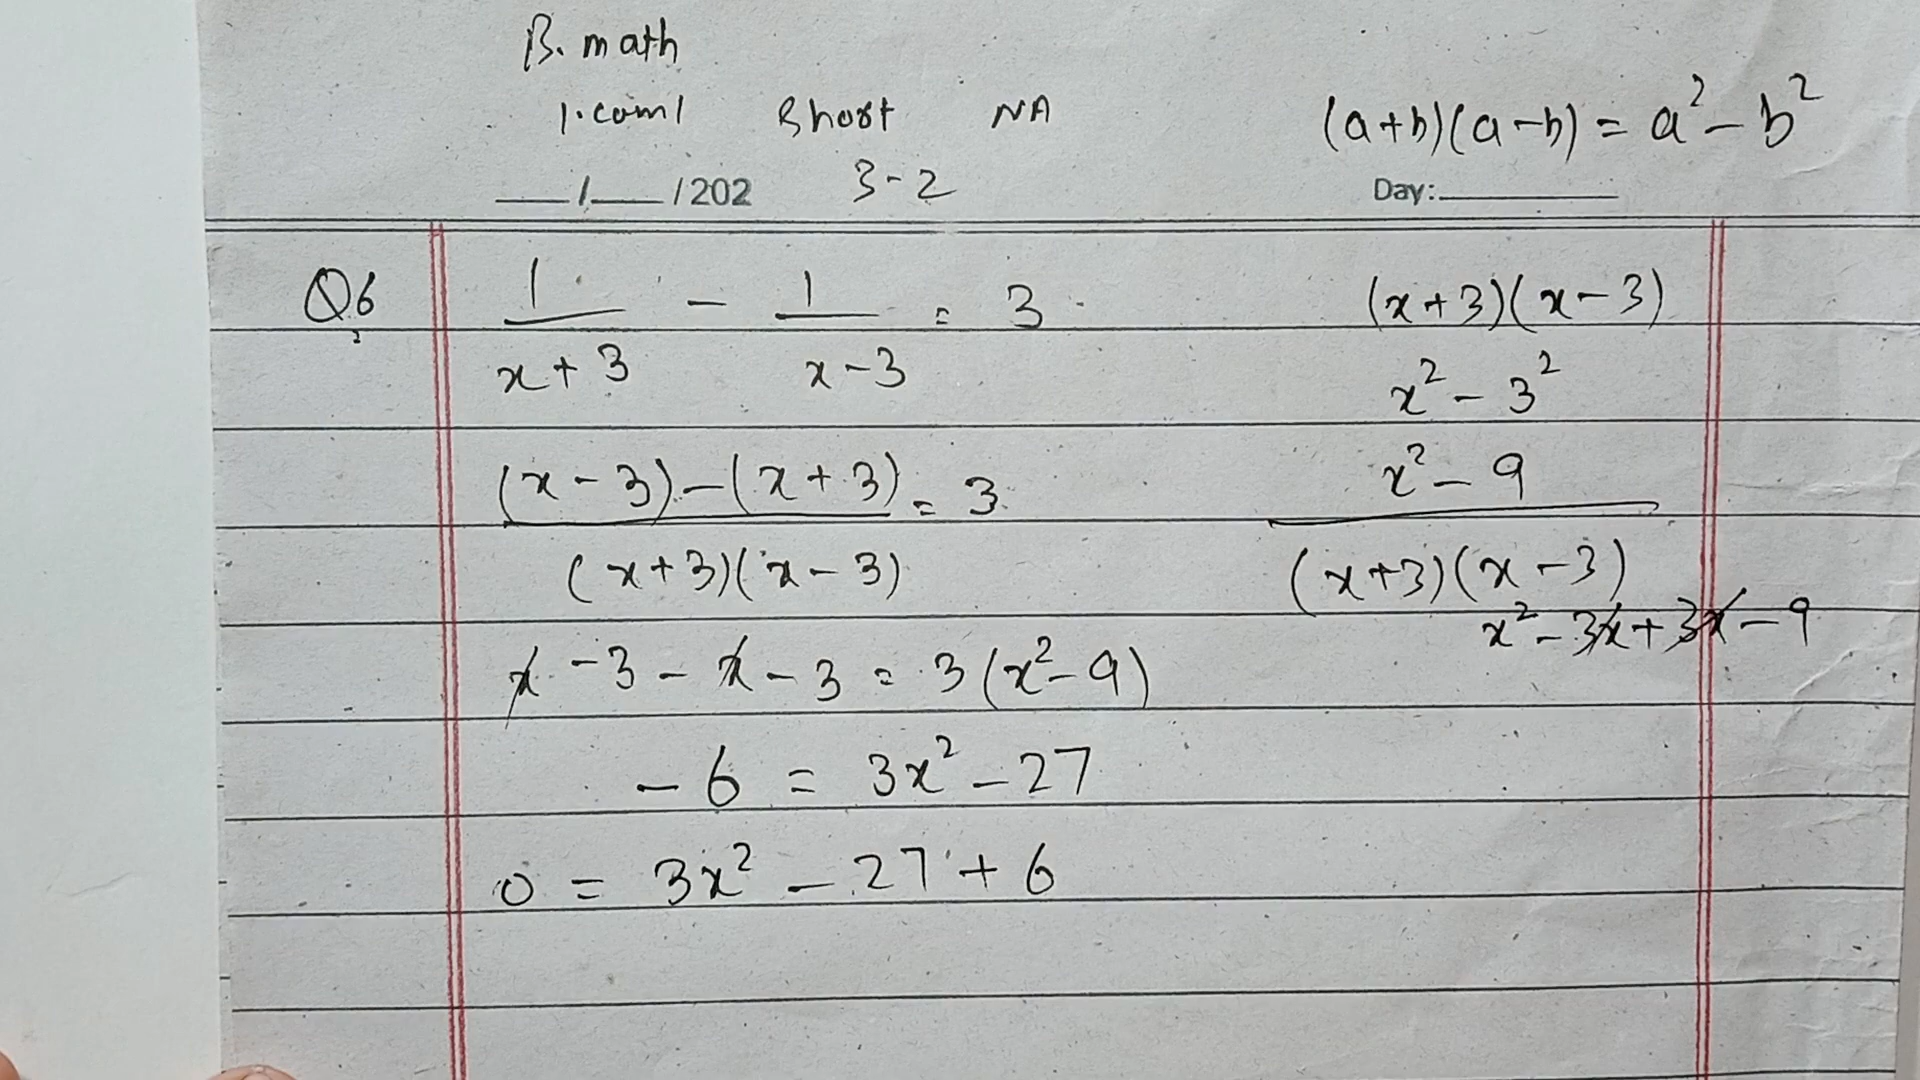 B. math
1.com1 Short NA
(a+b)(a-b) = a² - b²
__/__/202 3-2 Day:
Q6 1/(x+3) - 1/(x-3) = 3
(x+3)(x-3)
x² - 3²
((x-3)-(x+3))/((x+3)(x-3)) = 3
x² - 9
(x+3)(x-3)
x² - 3x + 3x - 9
x - 3 - x - 3 = 3(x² - 9)
-6 = 3x² - 27
0 = 3x² - 27 + 6